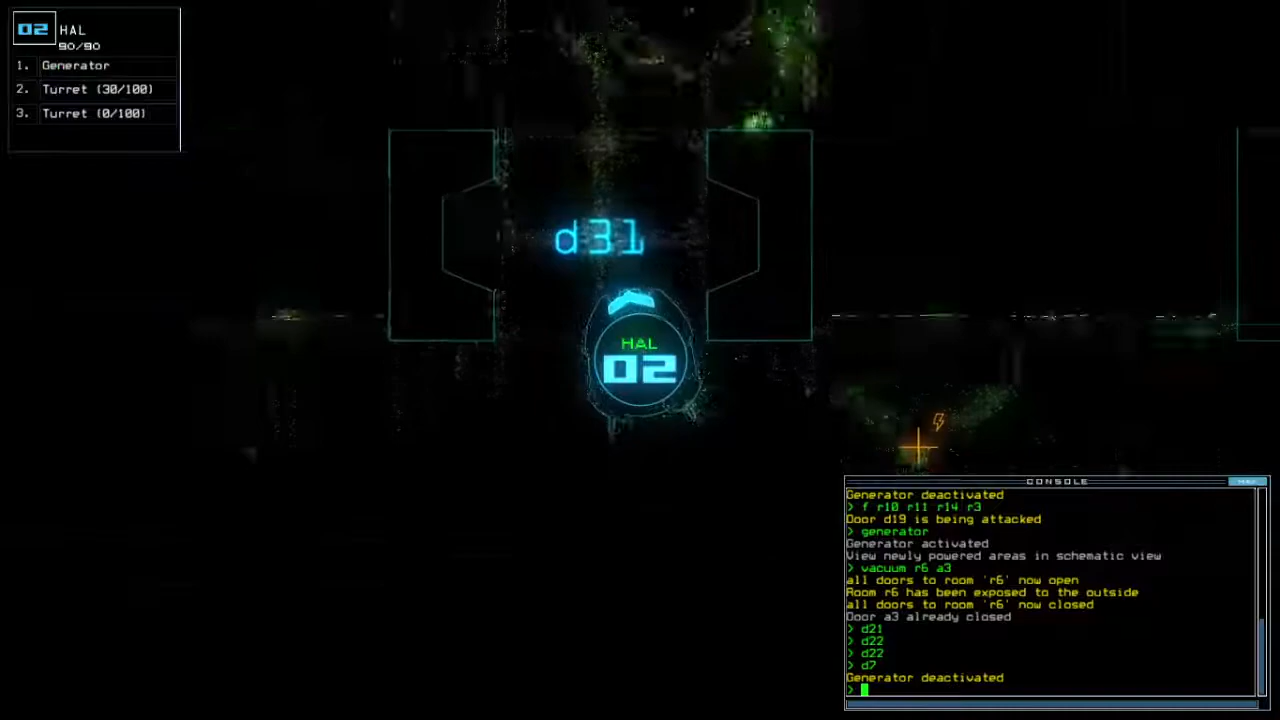 02 HAL
90/90
1. Generator
2. Turret (30/100)
3. Turret (0/100)
d31
HAL
02
CONSOLE
Generator deactivated
> f r10 r11 r14 r3
Door d19 is being attacked
> generator
Generator activated
View newly powered areas in schematic view
> vacuum r6 a3
all doors to room 'r6' now open
Room r6 has been exposed to the outside
all doors to room 'r6' now closed
Door a3 already closed
> d21
> d22
> d22
> d7
Generator deactivated
>